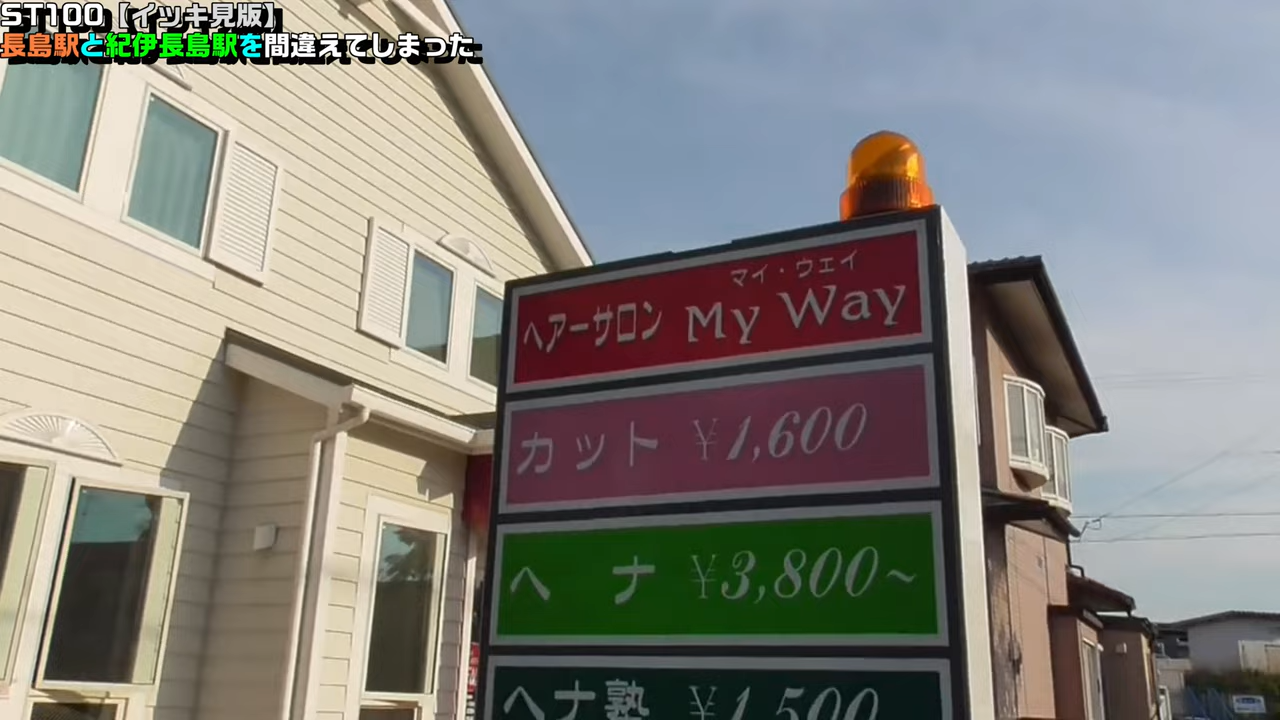 ST100【イツキ見版】
長島駅と紀伊長島駅を間違えてしまった
マイ・ウェイ
ヘアーサロン My Way
カット ¥1,600
ヘナ ¥3,800~
ヘナ塾 ¥1,500